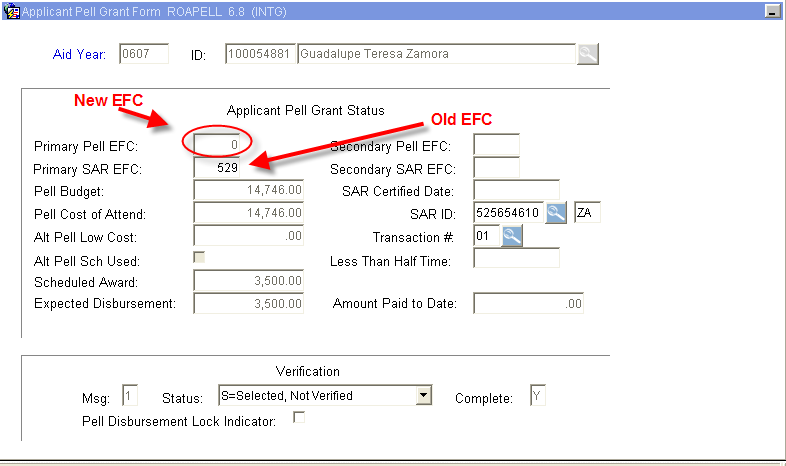 Applicant Pell Grant Form ROAPELL 6.8 (INTG)
Aid Year: 0607 ID: 100054881 Guadalupe Teresa Zamora
New EFC
Applicant Pell Grant Status
Old EFC
Primary Pell EFC: 0 Secondary Pell EFC:
Primary SAR EFC: 529 Secondary SAR EFC:
Pell Budget: 14,746.00 SAR Certified Date:
Pell Cost of Attend: 14,746.00 SAR ID: 525654610 ZA
Alt Pell Low Cost: .00 Transaction #: 01
Alt Pell Sch Used: Less Than Half Time:
Scheduled Award: 3,500.00
Expected Disbursement: 3,500.00 Amount Paid to Date: .00
Verification
Msg: 1 Status: S=Selected, Not Verified Complete: Y
Pell Disbursement Lock Indicator: